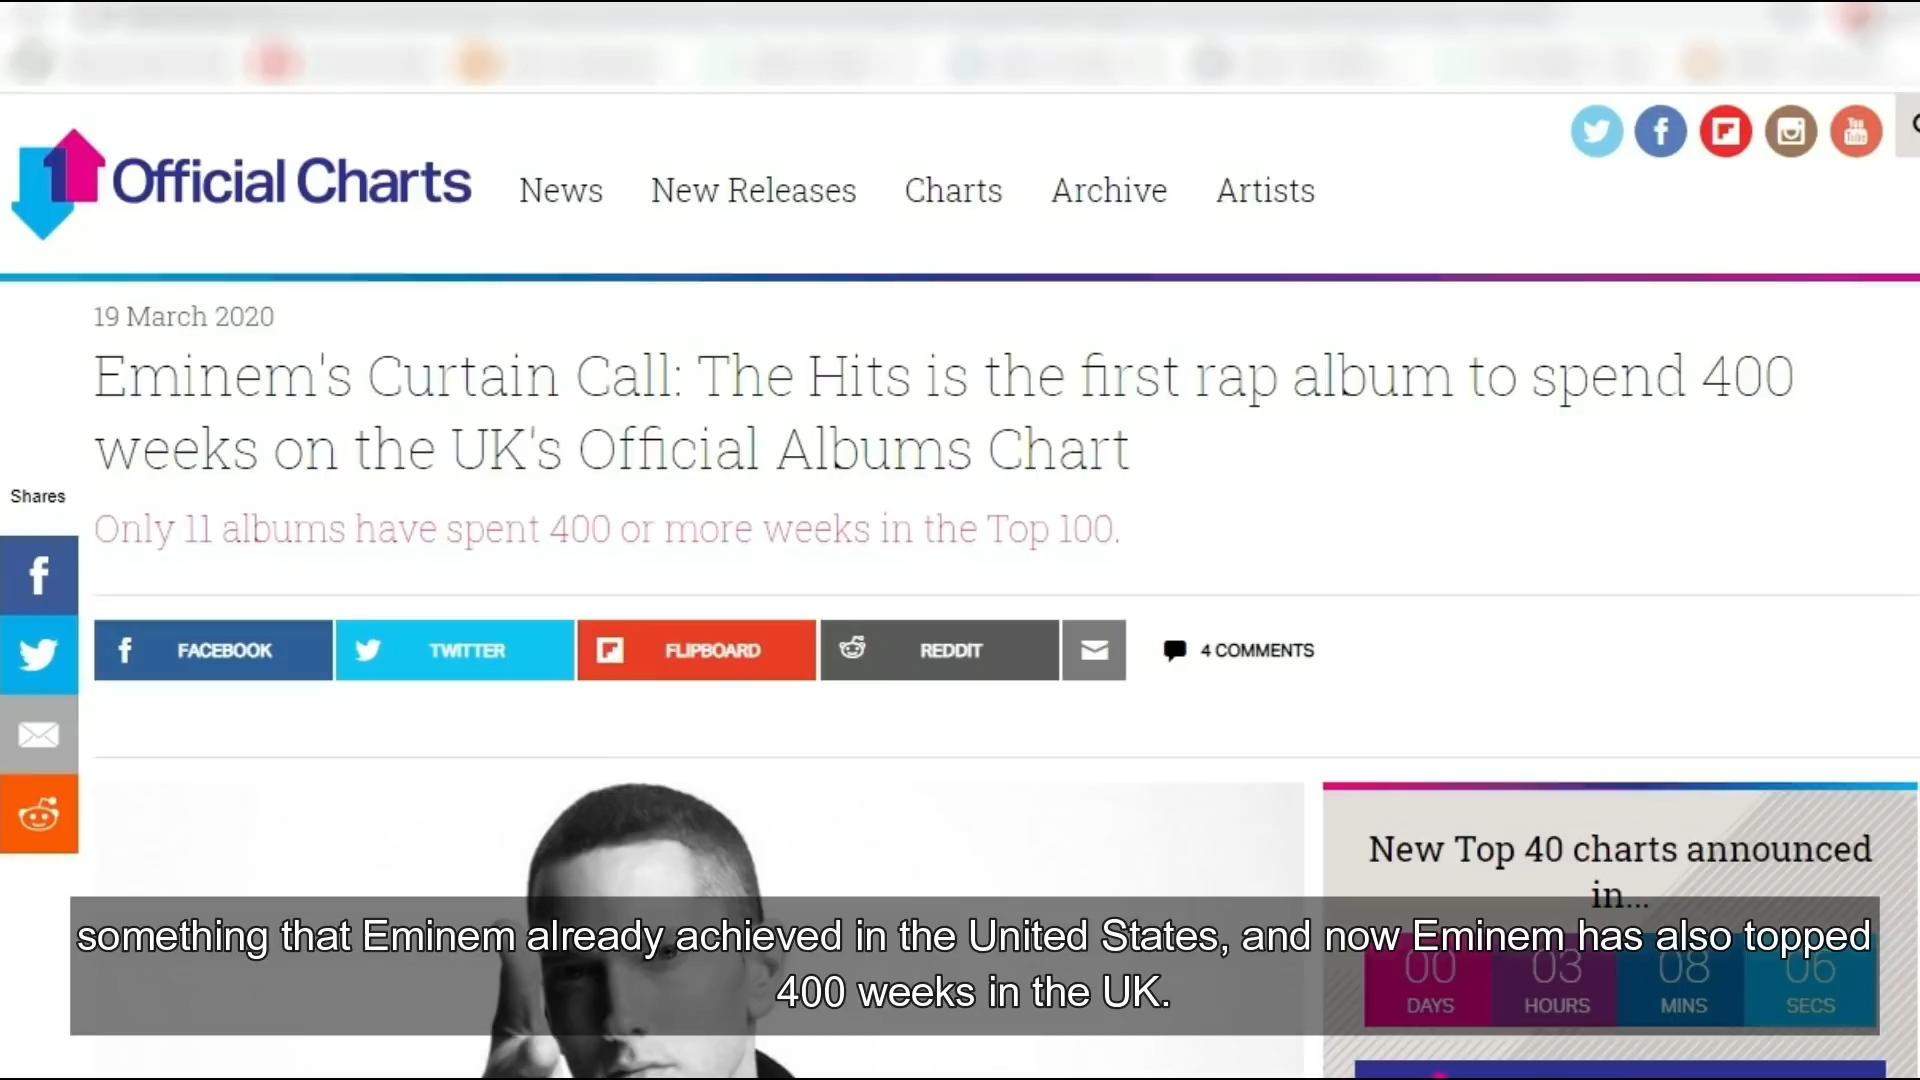 Official Charts
News New Releases Charts Archive Artists
You
Tube
19 March 2020
Eminem's Curtain Call: The Hits is the first rap album to spend 400
weeks on the UK's Official Albums Chart
Shares
Only 11 albums have spent 400 or more weeks in the Top 100.
FACEBOOK TWITTER FLIPBOARD REDDIT 4 COMMENTS
New Top 40 charts announced
in...
something that Eminem already achieved in the United States, and now Eminem has also topped
400 weeks in the UK.
00 03 08 06
DAYS HOURS MINS SECS